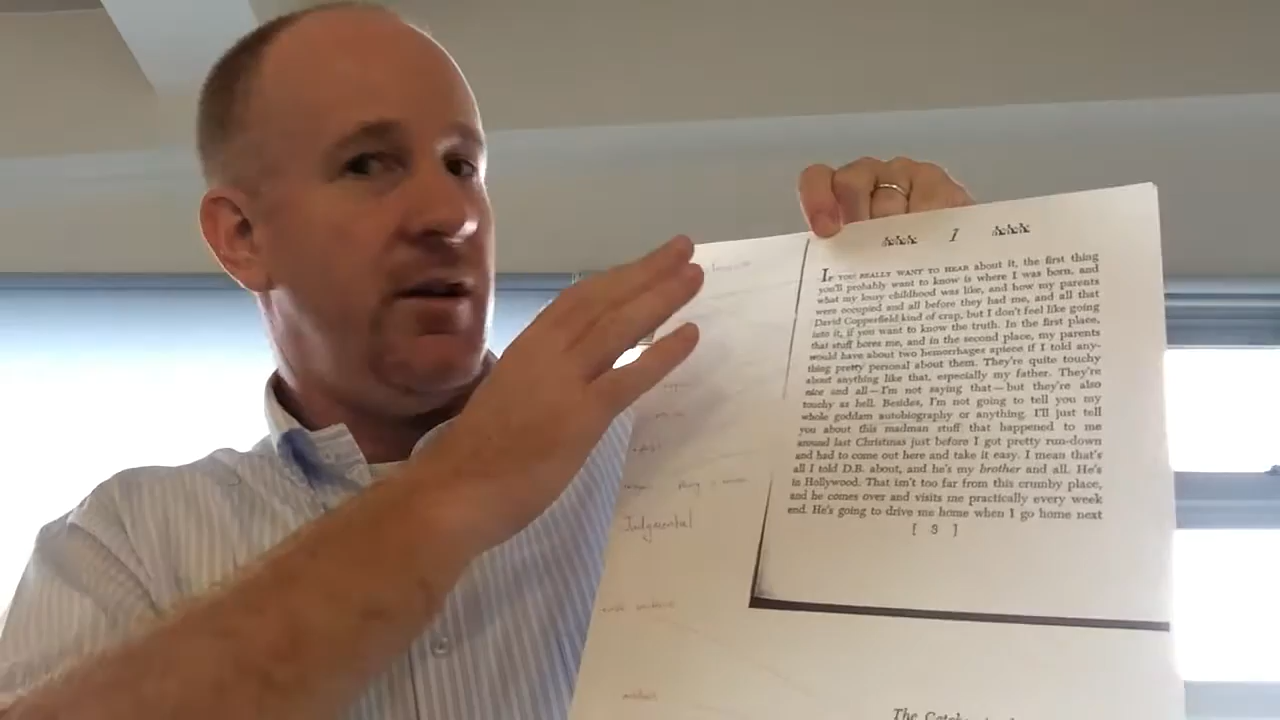 1
IF YOU REALLY WANT TO HEAR about it, the first thing
you'll probably want to know is where I was born, and
what my lousy childhood was like, and how my parents
were occupied and all before they had me, and all that
David Copperfield kind of crap, but I don't feel like going
into it, if you want to know the truth. In the first place,
that stuff bores me, and in the second place, my parents
would have about two hemorrhages apiece if I told any-
thing pretty personal about them. They're quite touchy
about anything like that, especially my father. They're
nice and all—I'm not saying that—but they're also
touchy as hell. Besides, I'm not going to tell you my
whole goddam autobiography or anything. I'll just tell
you about this madman stuff that happened to me
around last Christmas just before I got pretty run-down
and had to come out here and take it easy. I mean that's
all I told D.B. about, and he's my brother and all. He's
in Hollywood. That isn't too far from this crumby place,
and he comes over and visits me practically every week
end. He's going to drive me home when I go home next
[ 3 ]
Judgmental
The